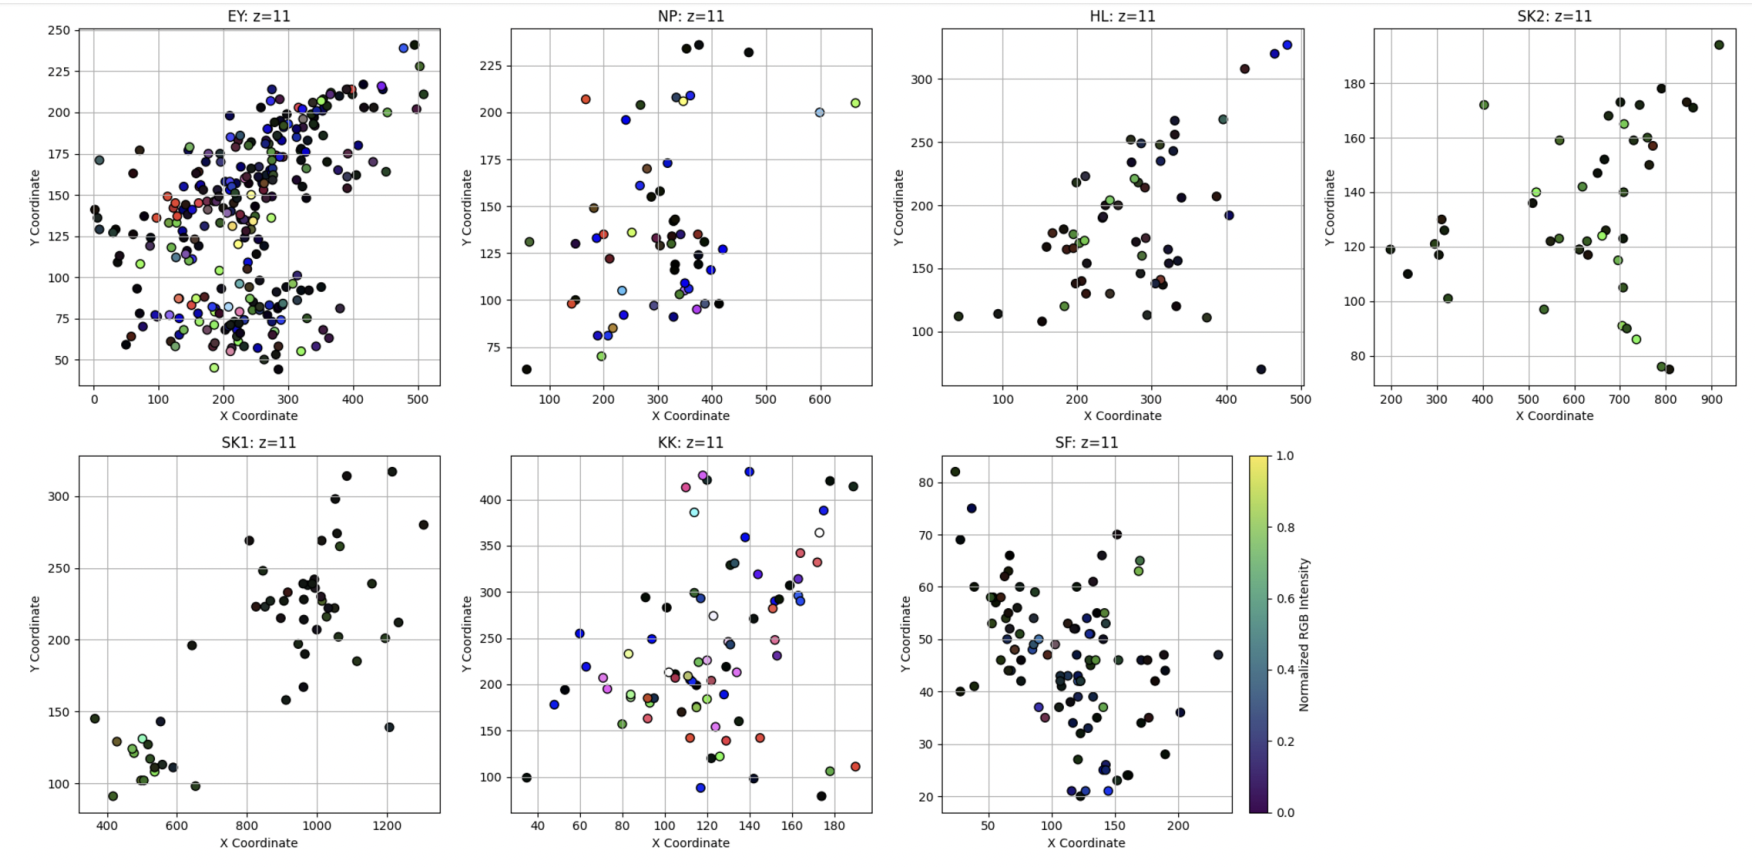 EY: z=11
Y Coordinate
250
225
200
175
150
125
100
75
50
0 100 200 300 400 500
X Coordinate
NP: z=11
Y Coordinate
225
200
175
150
125
100
75
100 200 300 400 500 600
X Coordinate
HL: z=11
Y Coordinate
300
250
200
150
100
100 200 300 400 500
X Coordinate
SK2: z=11
Y Coordinate
180
160
140
120
100
80
200 300 400 500 600 700 800 900
X Coordinate
SK1: z=11
Y Coordinate
300
250
200
150
100
400 600 800 1000 1200
X Coordinate
KK: z=11
Y Coordinate
400
350
300
250
200
150
100
40 60 80 100 120 140 160 180
X Coordinate
SF: z=11
Y Coordinate
80
70
60
50
40
30
20
50 100 150 200
X Coordinate
1.0
0.8
0.6
0.4
0.2
0.0
Normalized RGB Intensity